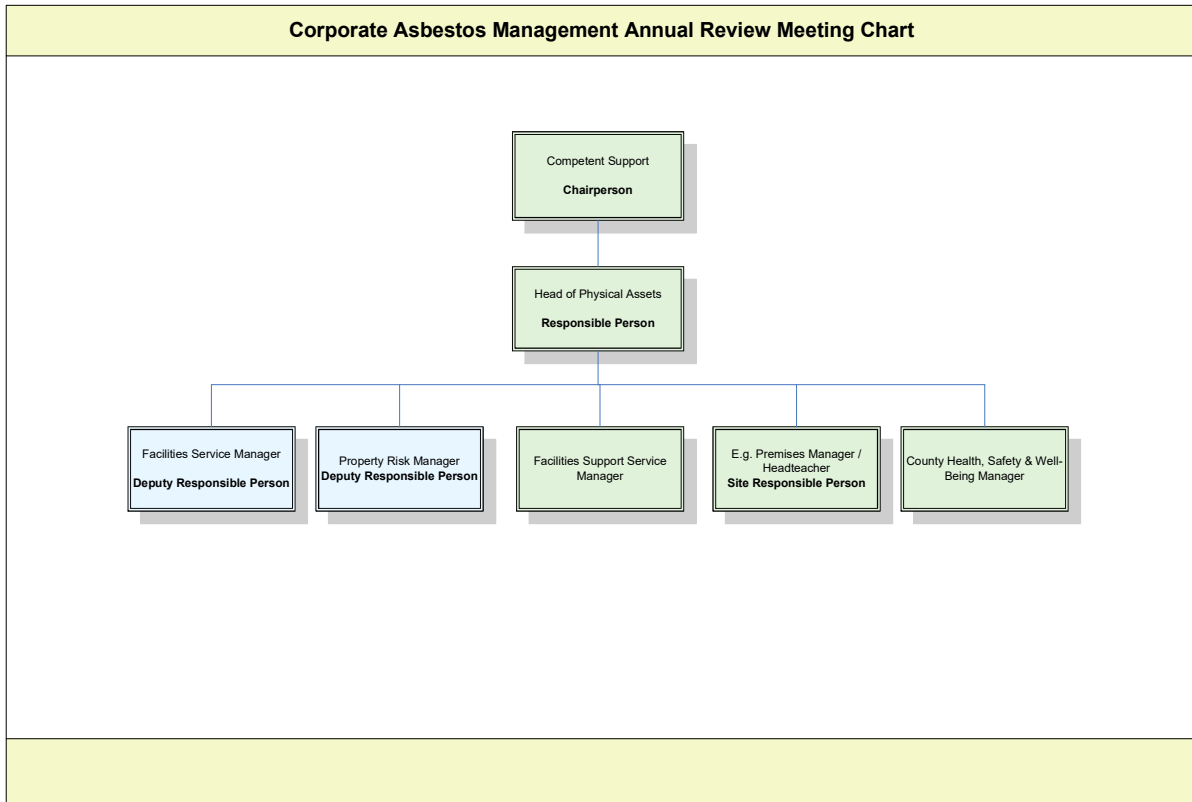 Corporate Asbestos Management Annual Review Meeting Chart
Competent Support
Chairperson
Head of Physical Assets
Responsible Person
Facilities Service Manager
Deputy Responsible Person
Property Risk Manager
Deputy Responsible Person
Facilities Support Service
Manager
E.g. Premises Manager /
Headteacher
Site Responsible Person
County Health, Safety & Well-
Being Manager